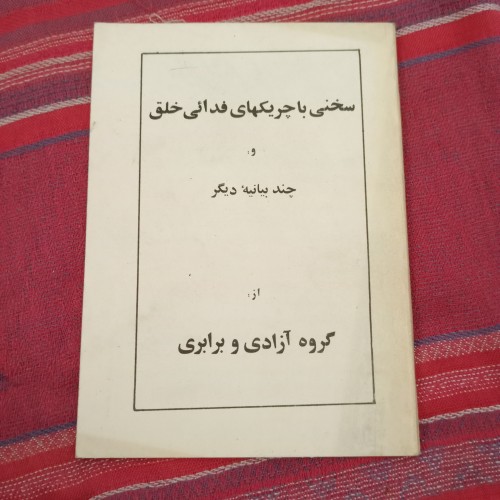 سخنی با چریکهای فدائی خلق
و:
چند بیانیهٔ دیگر
از:
گروه آزادی و برابری